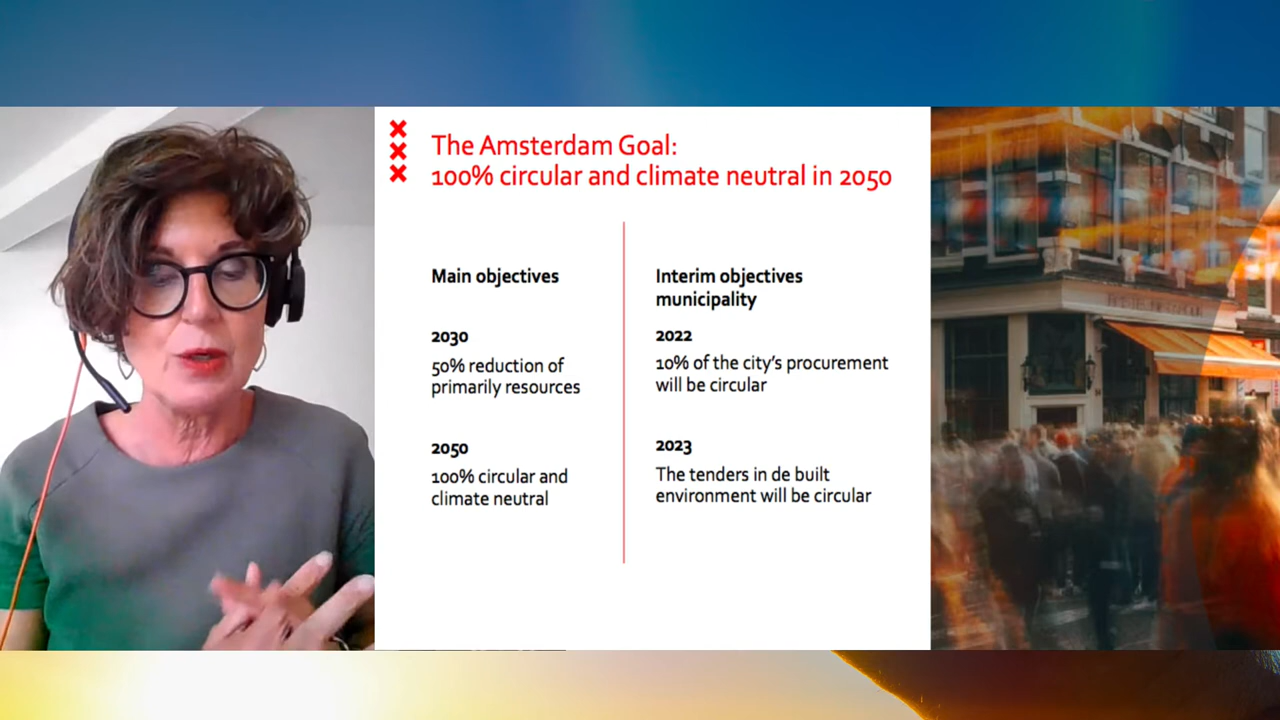 The Amsterdam Goal:
100% circular and climate neutral in 2050
Main objectives
2030
50% reduction of
primarily resources
2050
100% circular and
climate neutral
Interim objectives
municipality
2022
10% of the city's procurement
will be circular
2023
The tenders in de built
environment will be circular